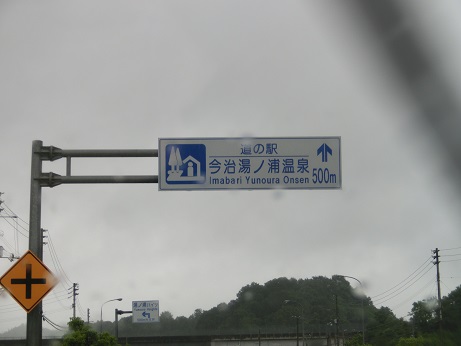 道の駅
今治湯ノ浦温泉
Imabari Yunoura Onsen
500m